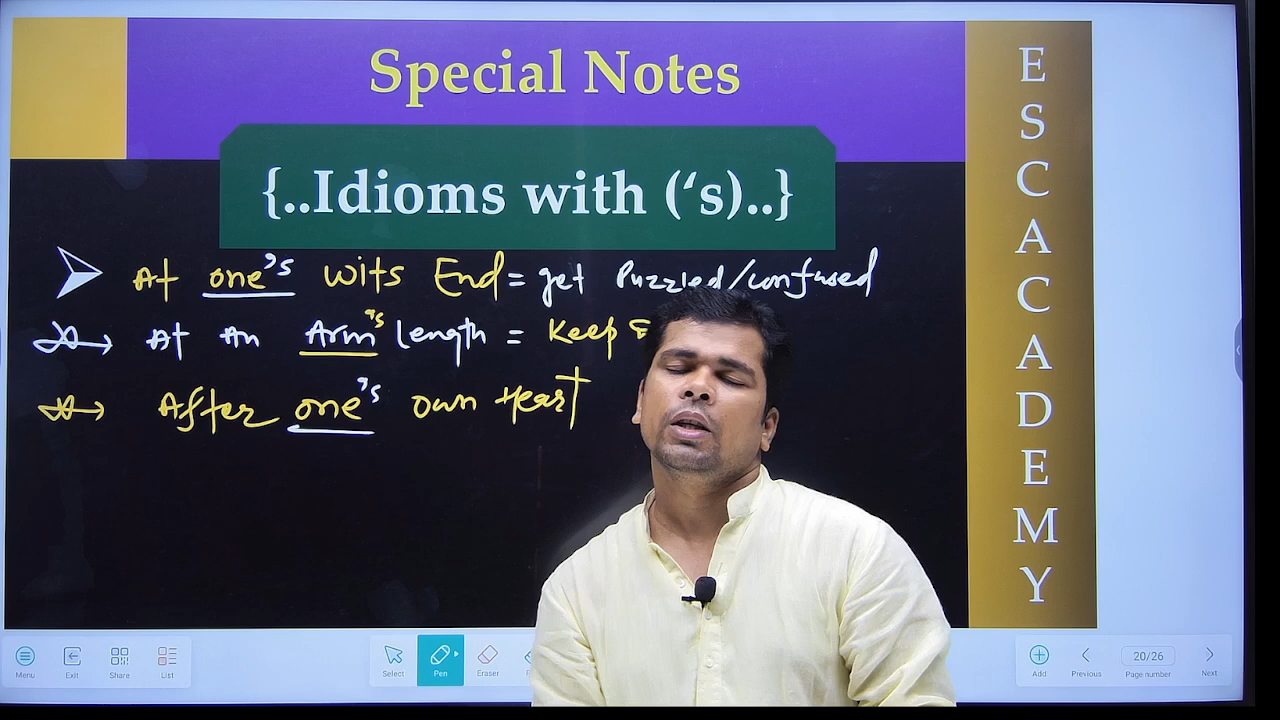 Special Notes
{..Idioms with (‘s)..}
At one's wits End = get Puzzled/confused
At An Arm's Length = Keep
After one's own Heart
ESCACADEMY
Menu
Exit
Share
List
Select
Pen
Eraser
Add
Previous
20/26
Page number
Next